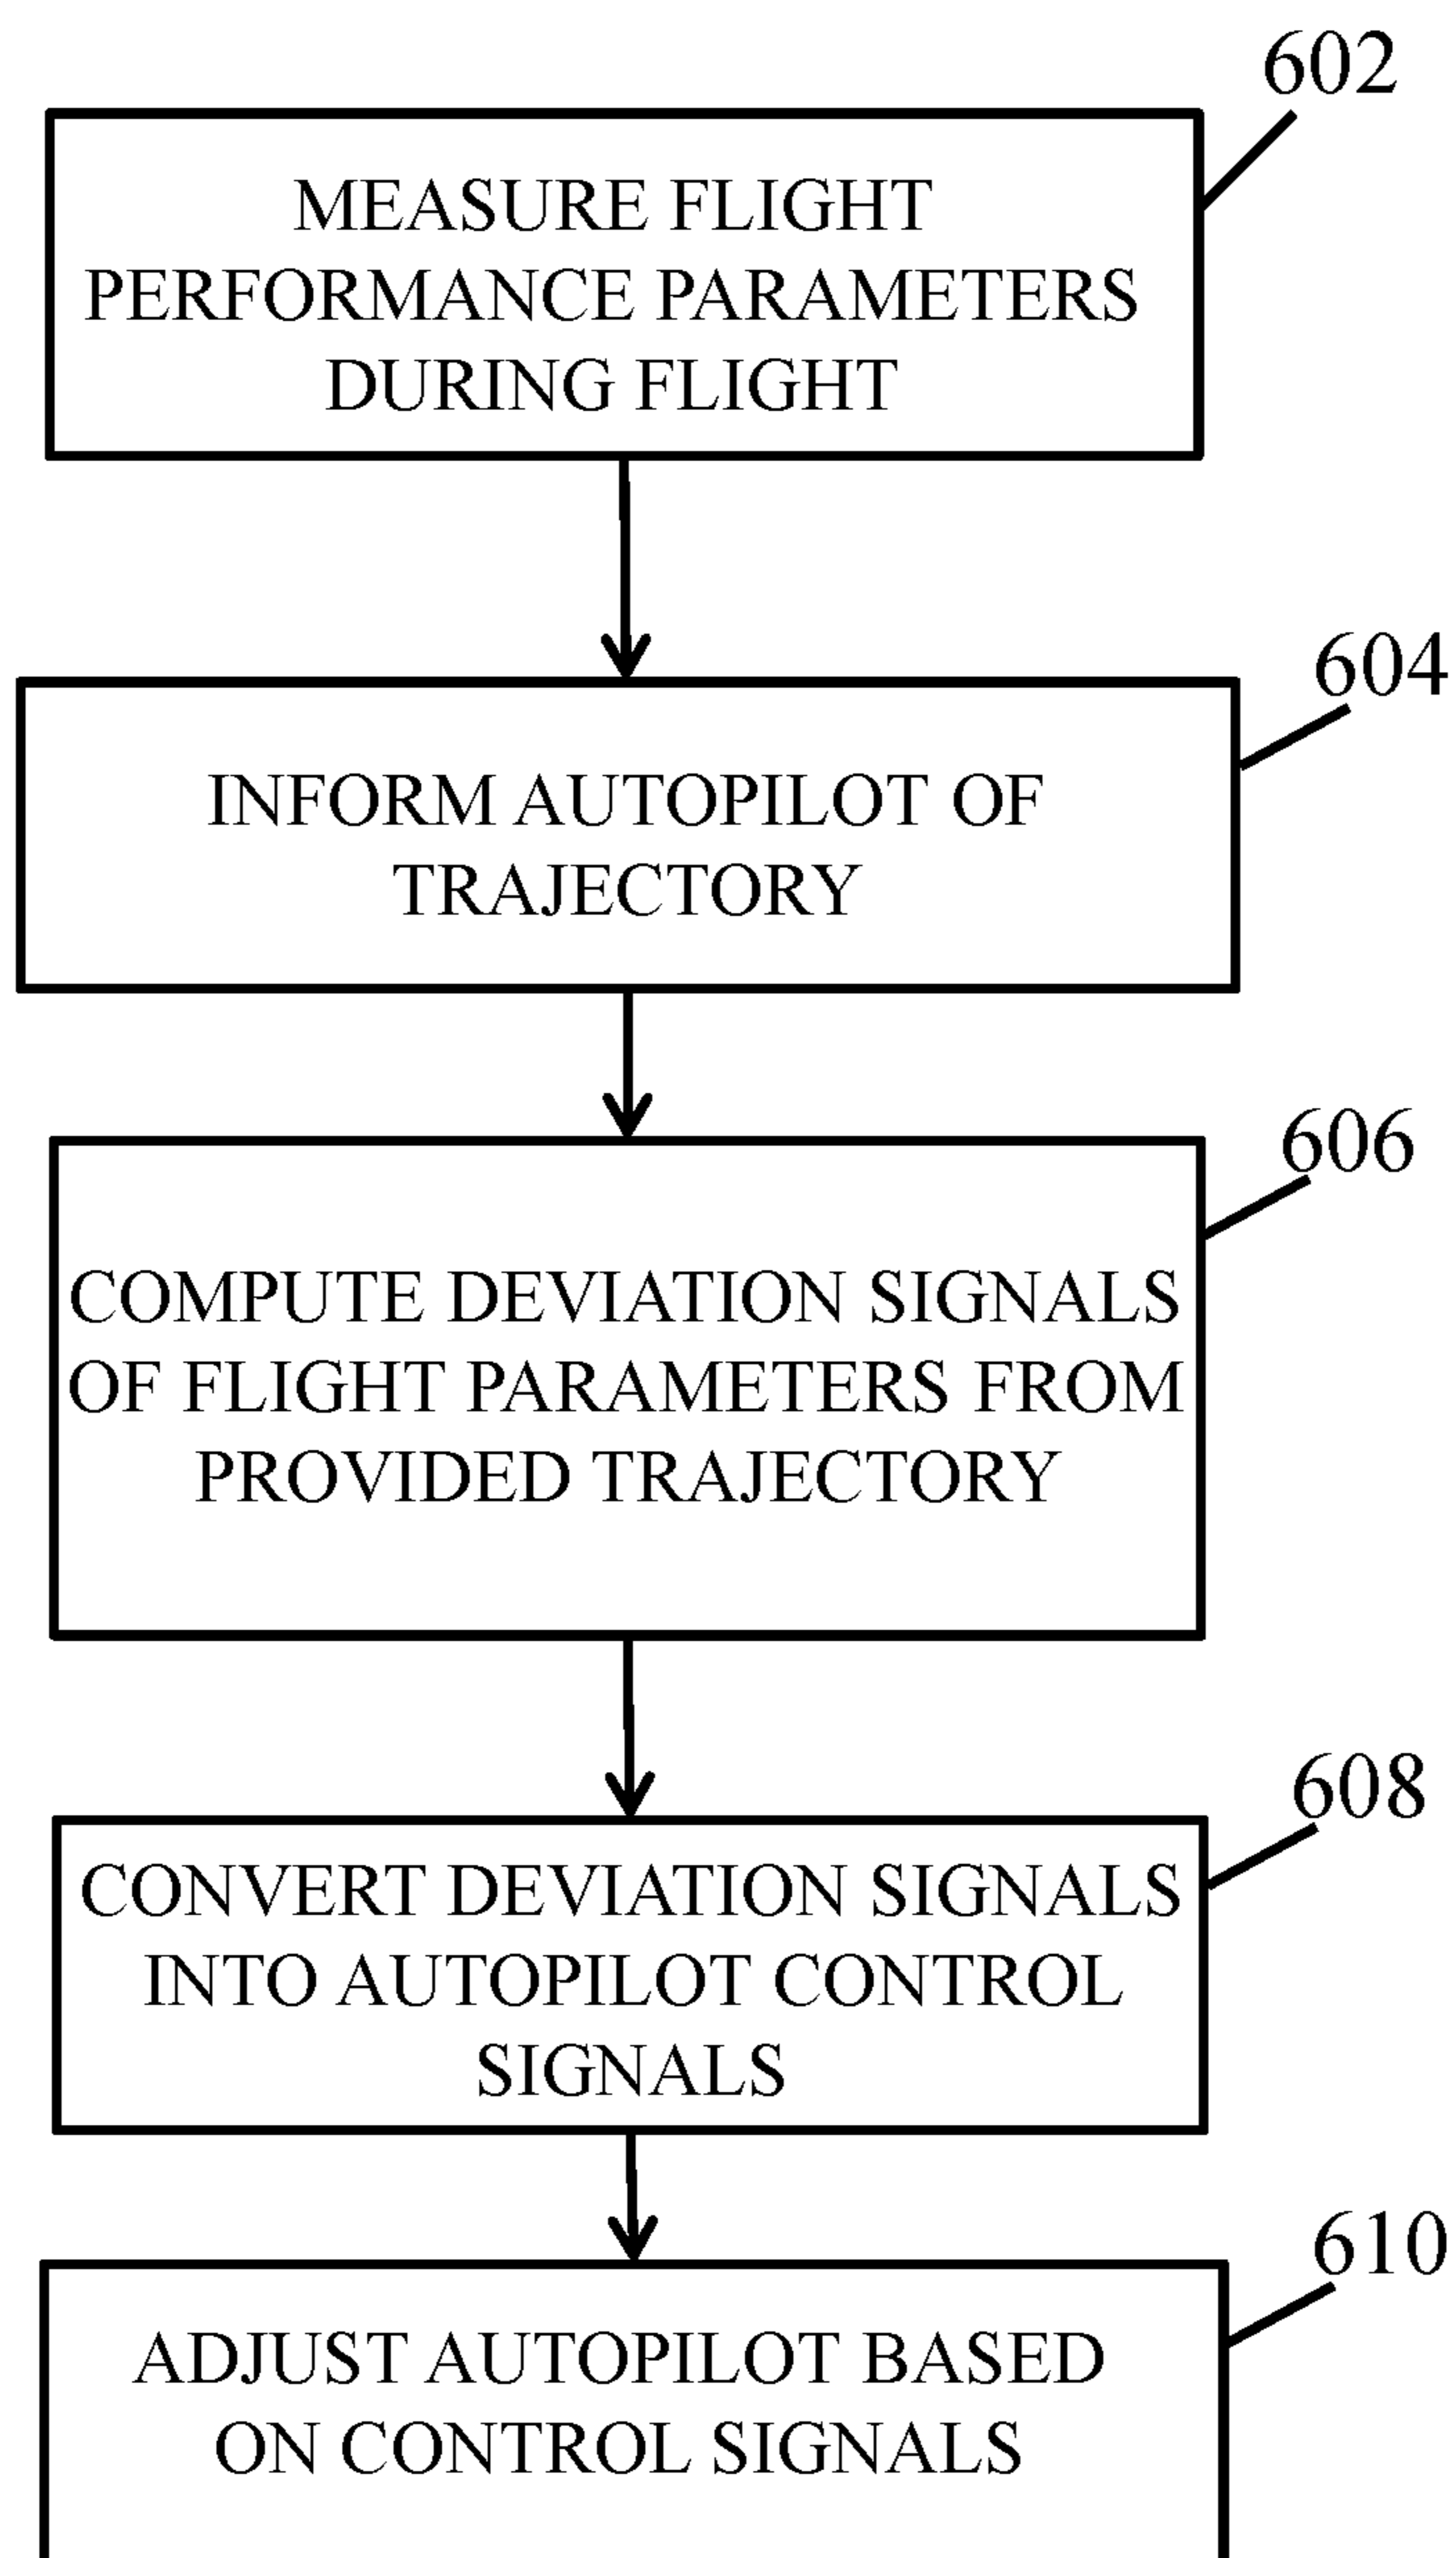 602
MEASURE FLIGHT
PERFORMANCE PARAMETERS
DURING FLIGHT
604
INFORM AUTOPILOT OF
TRAJECTORY
606
COMPUTE DEVIATION SIGNALS
OF FLIGHT PARAMETERS FROM
PROVIDED TRAJECTORY
608
CONVERT DEVIATION SIGNALS
INTO AUTOPILOT CONTROL
SIGNALS
610
ADJUST AUTOPILOT BASED
ON CONTROL SIGNALS